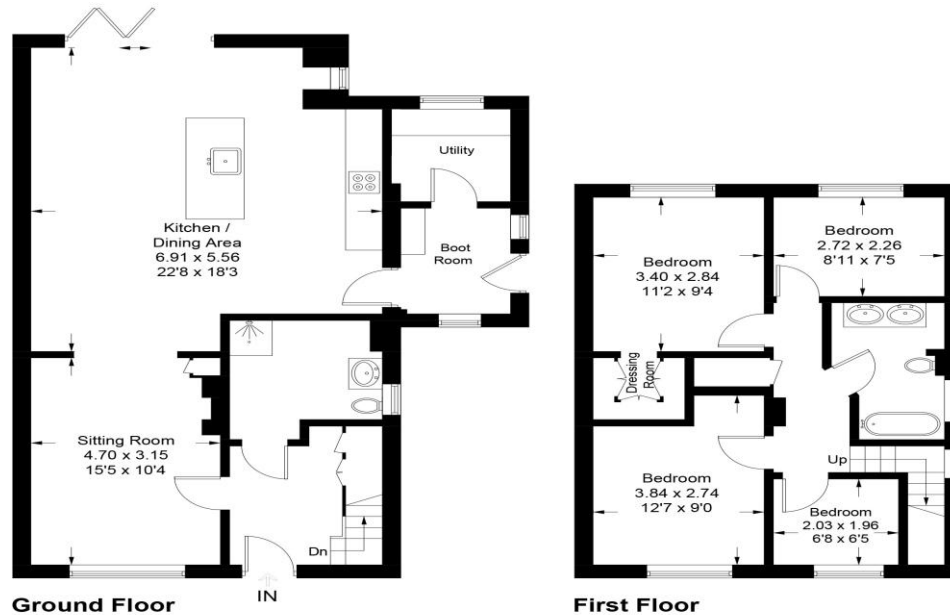 Utility
Kitchen /
Dining Area
6.91 x 5.56
22'8 x 18'3
Boot
Room
Sitting Room
4.70 x 3.15
15'5 x 10'4
Dn
IN
Ground Floor
Bedroom
3.40 x 2.84
11'2 x 9'4
Bedroom
2.72 x 2.26
8'11 x 7'5
Dressing
Room
Bedroom
3.84 x 2.74
12'7 x 9'0
Up
Bedroom
2.03 x 1.96
6'8 x 6'5
First Floor